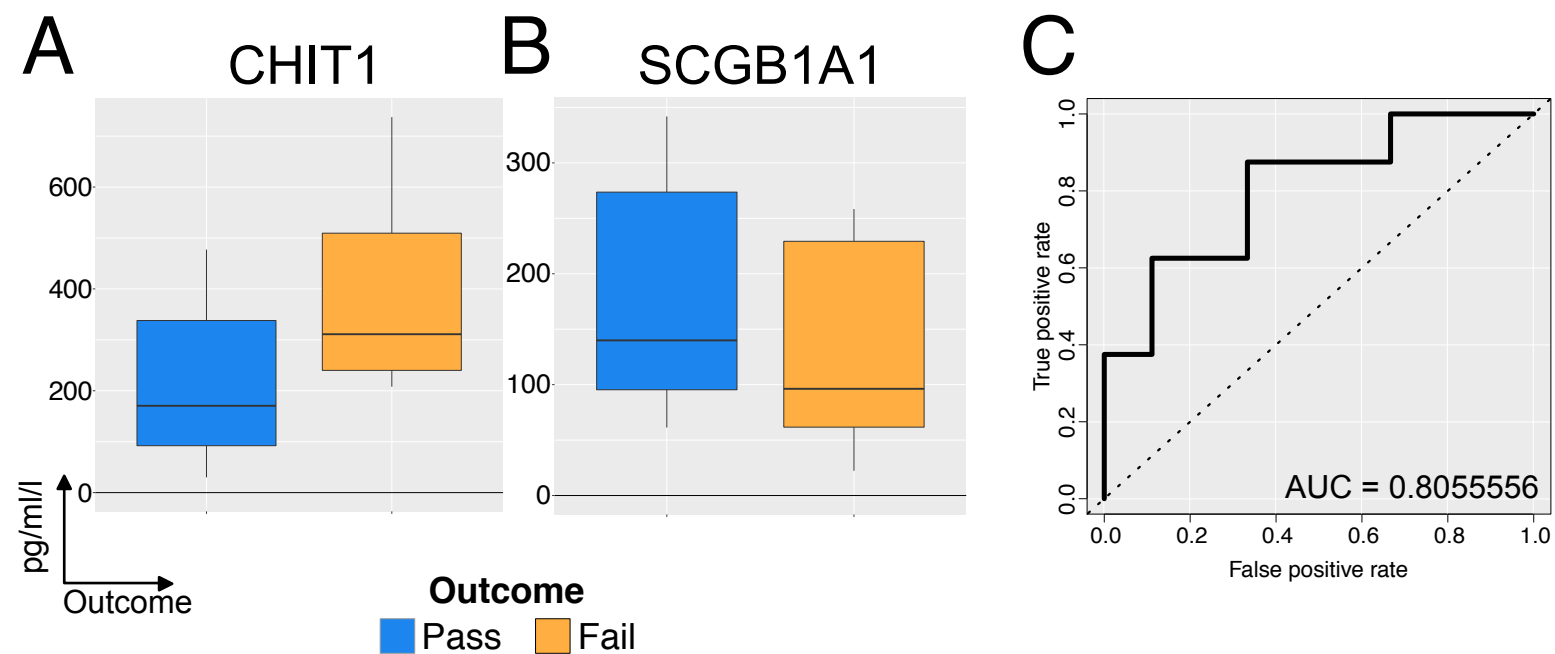 A
CHIT1
600
400
200
0
pg/ml/l
Outcome
B
SCGB1A1
300
200
100
0
Outcome
Pass
Fail
C
True positive rate
1.0
0.8
0.6
0.4
0.2
0.0
AUC = 0.8055556
0.0 0.2 0.4 0.6 0.8 1.0
False positive rate